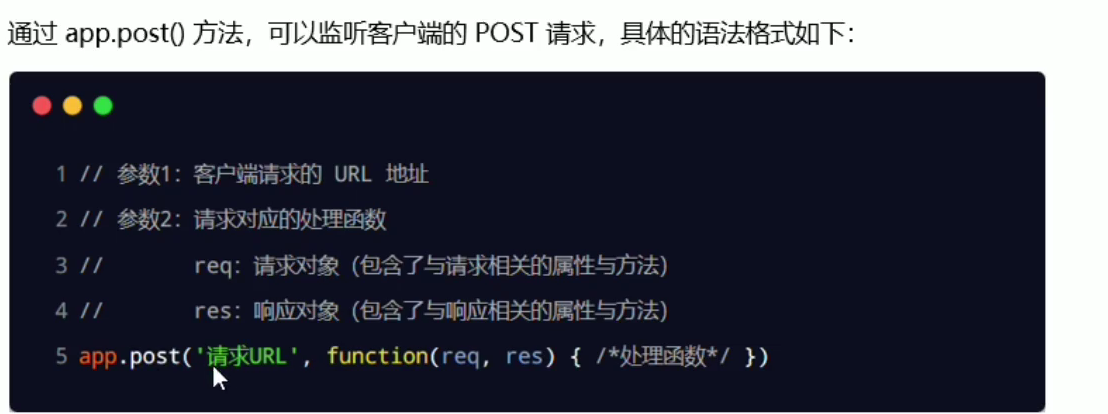 通过 app.post() 方法，可以监听客户端的 POST 请求，具体的语法格式如下：
1 // 参数1：客户端请求的 URL 地址
2 // 参数2：请求对应的处理函数
3 //       req：请求对象（包含了与请求相关的属性与方法）
4 //       res：响应对象（包含了与响应相关的属性与方法）
5 app.post('请求URL', function(req, res) { /*处理函数*/ })